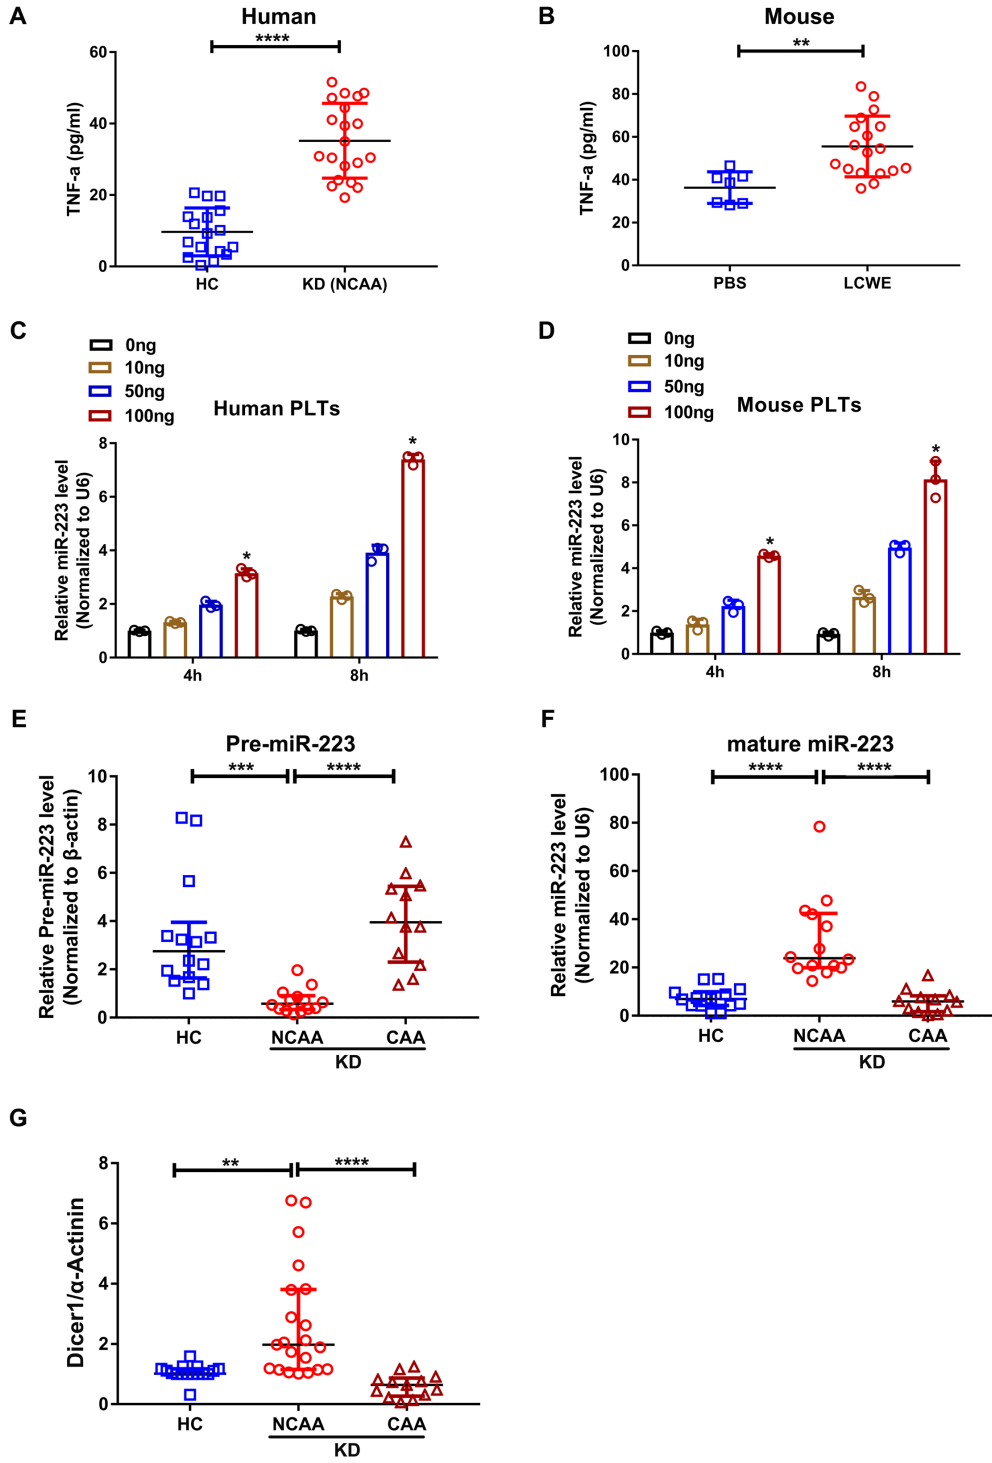 A
Human
****
TNF-a (pg/ml)
60
40
20
0
HC
KD (NCAA)
B
Mouse
**
TNF-a (pg/ml)
100
80
60
40
20
0
PBS
LCWE
C
0ng
10ng
50ng
100ng
Human PLTs
Relative miR-223 level
(Normalized to U6)
8
6
4
2
0
*
*
4h
8h
D
0ng
10ng
50ng
100ng
Mouse PLTs
Relative miR-223 level
(Normalized to U6)
10
8
6
4
2
0
*
*
4h
8h
E
Pre-miR-223
***
****
Relative Pre-miR-223 level
(Normalized to β-actin)
10
8
6
4
2
0
HC
NCAA
CAA
KD
F
mature miR-223
****
****
Relative miR-223 level
(Normalized to U6)
100
80
60
40
20
0
HC
NCAA
CAA
KD
G
**
****
Dicer1/α-Actinin
8
6
4
2
0
HC
NCAA
CAA
KD